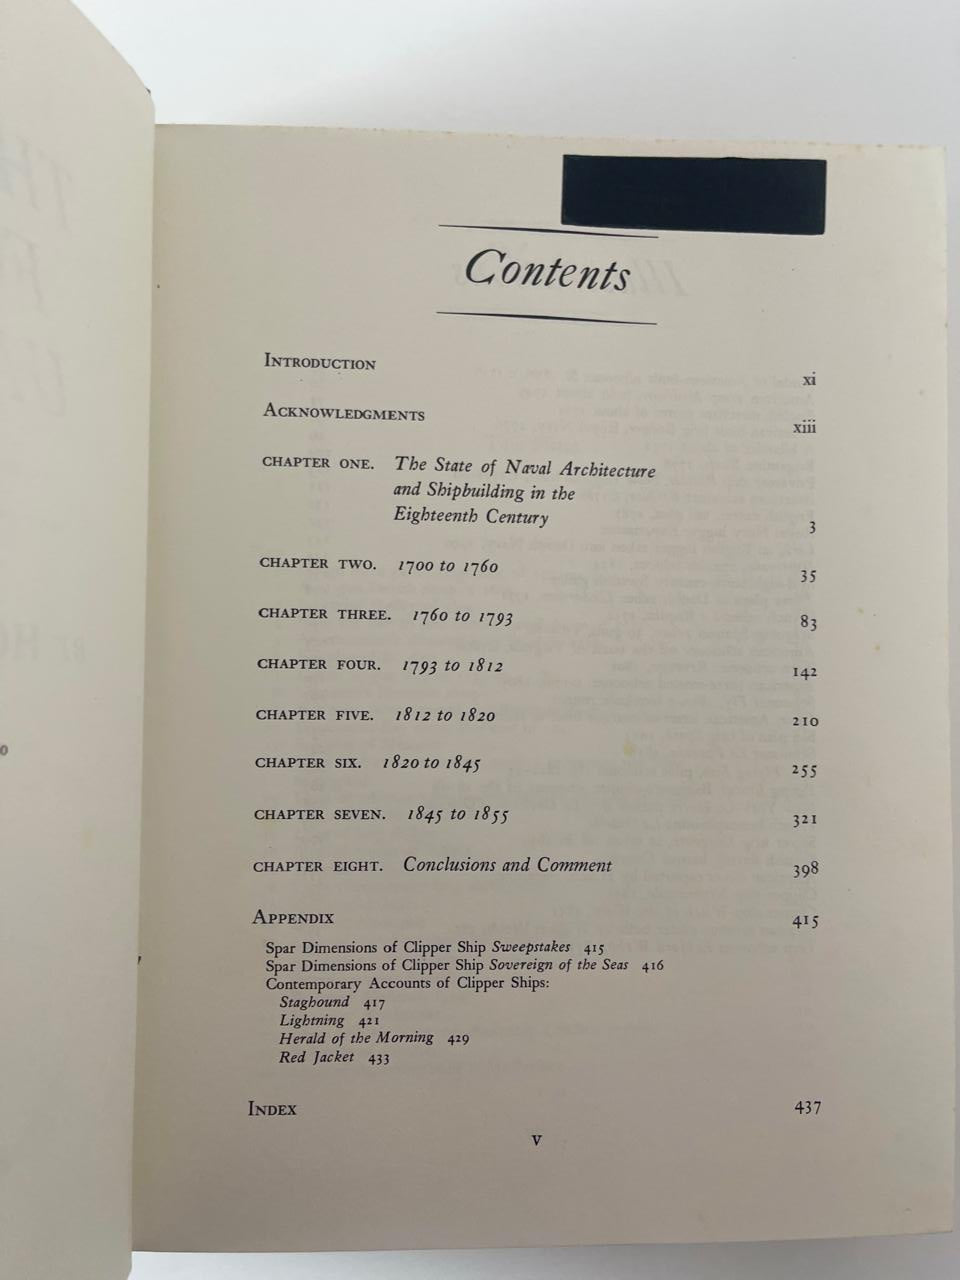 Contents
INTRODUCTION xi
ACKNOWLEDGMENTS xiii
CHAPTER ONE. The State of Naval Architecture
and Shipbuilding in the
Eighteenth Century 3
CHAPTER TWO. 1700 to 1760 35
CHAPTER THREE. 1760 to 1793 83
CHAPTER FOUR. 1793 to 1812 142
CHAPTER FIVE. 1812 to 1820 210
CHAPTER SIX. 1820 to 1845 255
CHAPTER SEVEN. 1845 to 1855 321
CHAPTER EIGHT. Conclusions and Comment 398
APPENDIX 415
Spar Dimensions of Clipper Ship Sweepstakes 415
Spar Dimensions of Clipper Ship Sovereign of the Seas 416
Contemporary Accounts of Clipper Ships:
Staghound 417
Lightning 421
Herald of the Morning 429
Red Jacket 433
INDEX 437
V